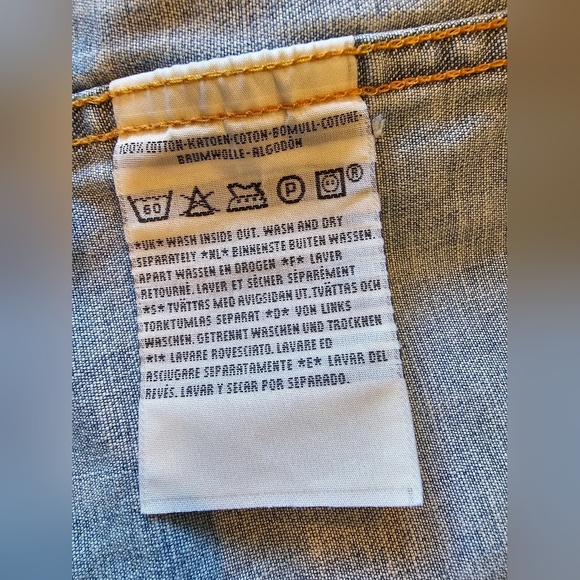 100% COTTON-KATOEN-COTON-BOMULL-COTONE-
BAUMWOLLE-ALGODÓN
60 P ®
*UK* WASH INSIDE OUT. WASH AND DRY
SEPARATELY *NL* BINNENSTE BUITEN WASSEN.
APART WASSEN EN DROGEN *F* LAVER
RETOURNÉ, LAVER ET SÈCHER SÉPARÉMENT
*S* TVÄTTAS MED AVIGSIDAN UT.TVÄTTAS OCH
TORKTUMLAS SEPARAT *D* VON LINKS
WASCHEN, GETRENNT WASCHEN UND TROCKNEN
*I* LAVARE ROVESCIATO, LAVARE ED
ASCIUGARE SEPARATAMENTE *E* LAVAR DEL
REVÉS. LAVAR Y SECAR POR SEPARADO.